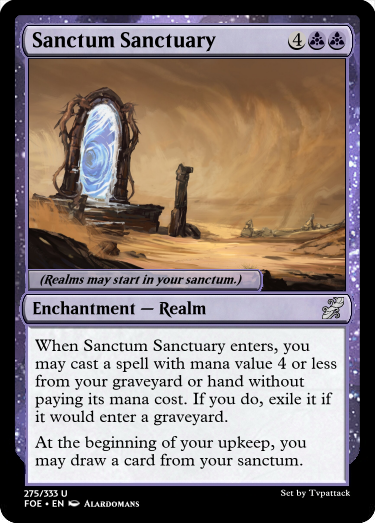 Sanctum Sanctuary 4
(Realms may start in your sanctum.)
Enchantment — Realm
When Sanctum Sanctuary enters, you
may cast a spell with mana value 4 or less
from your graveyard or hand without
paying its mana cost. If you do, exile it if
it would enter a graveyard.
At the beginning of your upkeep, you
may draw a card from your sanctum.
275/333 U
Set by Tvpattack
FOE • EN Alardomans